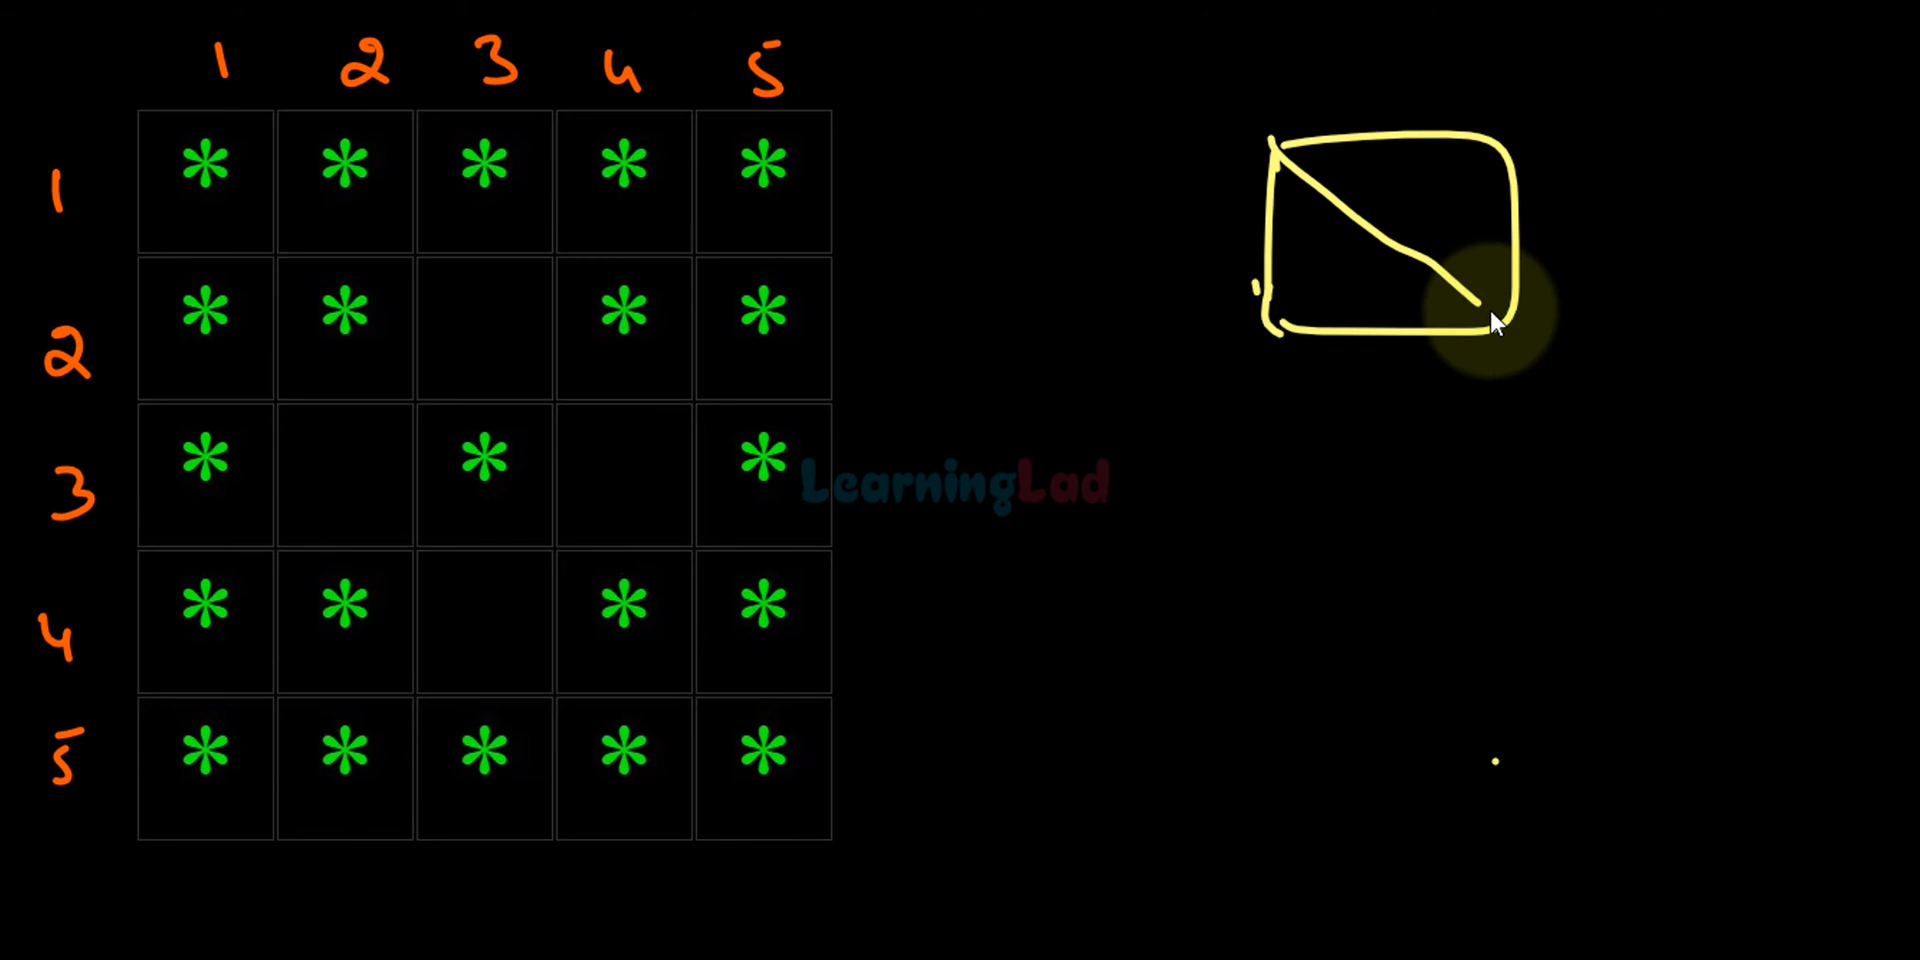 1 2 3 4 5
1 * * * * *
2 * * * *
3 * * *
LearningLad
4 * * * *
5 * * * * *